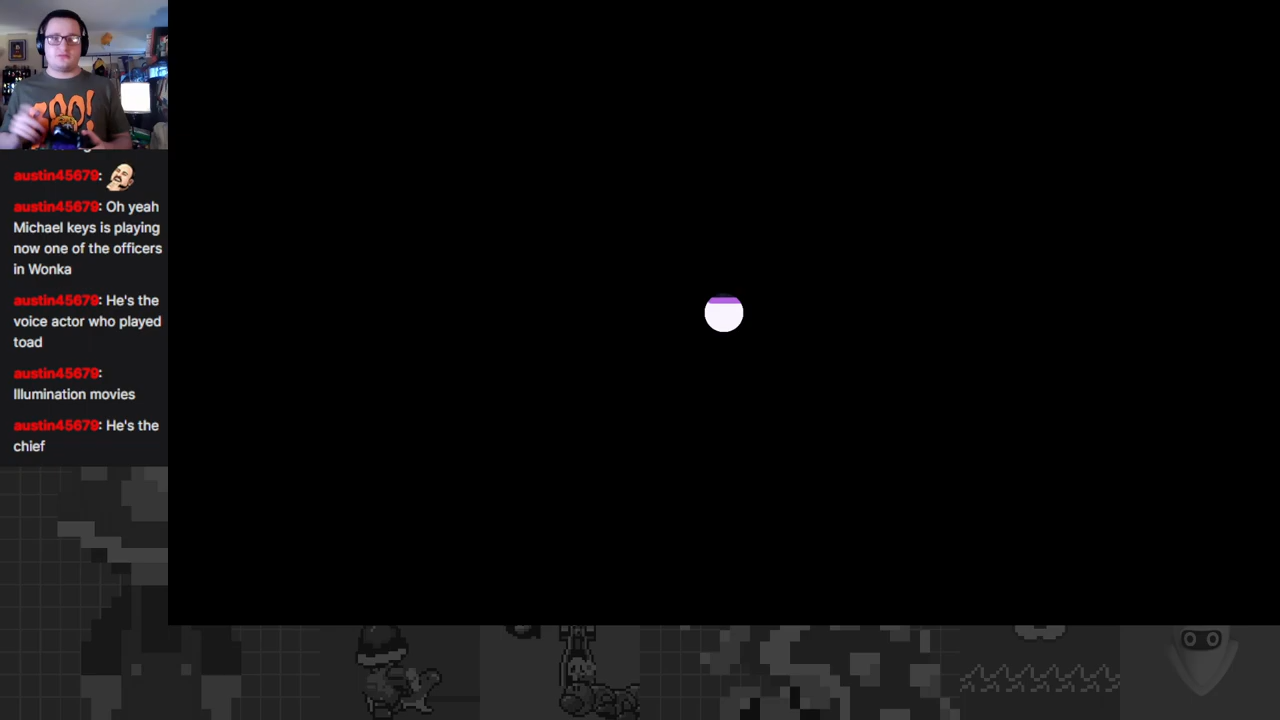 BOO!
austin45679:
austin45679: Oh yeah
Michael keys is playing
now one of the officers
in Wonka
austin45679: He's the
voice actor who played
toad
austin45679:
Illumination movies
austin45679: He's the
chief